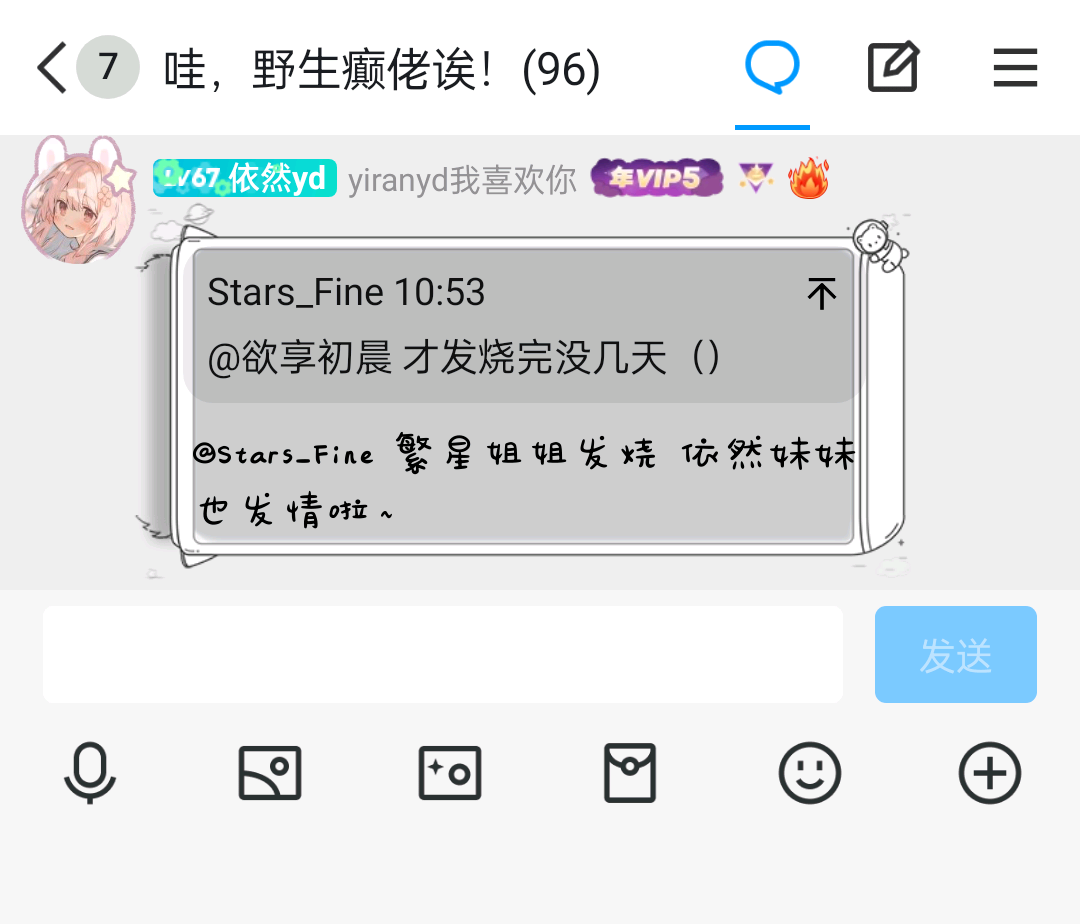 7 哇，野生癫佬诶！(96)
Lv67 依然yd yiranyd我喜欢你 年VIP5
Stars_Fine 10:53
@欲享初晨 才发烧完没几天（）
@Stars_Fine 繁星姐姐发烧 依然妹妹
也发情啦~
发送